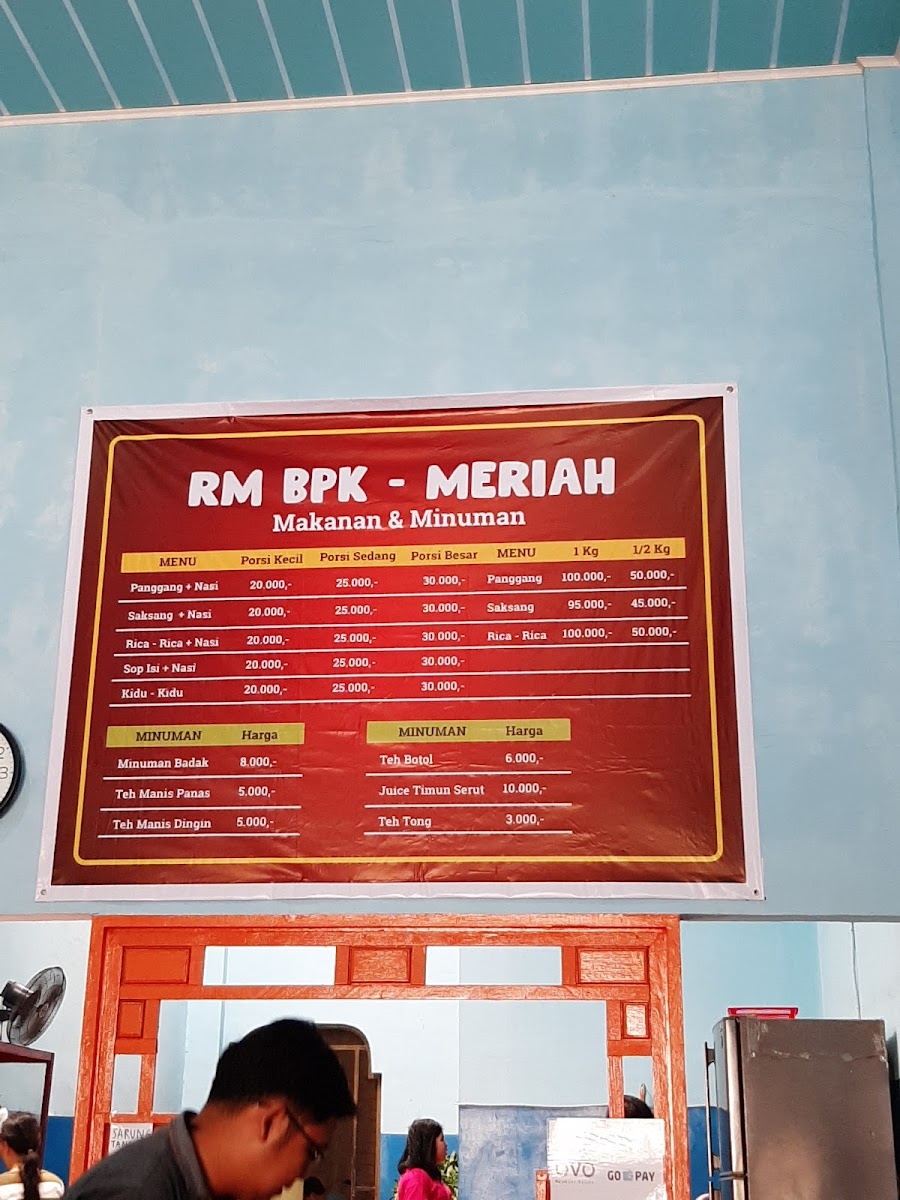 RM BPK - MERIAH
Makanan & Minuman
MENU Porsi Kecil Porsi Sedang Porsi Besar MENU 1 Kg 1/2 Kg
Panggang + Nasi 20.000,- 25.000,- 30.000,- Panggang 100.000,- 50.000,-
Saksang + Nasi 20.000,- 25.000,- 30.000,- Saksang 95.000,- 45.000,-
Rica - Rica + Nasi 20.000,- 25.000,- 30.000,- Rica - Rica 100.000,- 50.000,-
Sop Isi + Nasi 20.000,- 25.000,- 30.000,-
Kidu - Kidu 20.000,- 25.000,- 30.000,-
MINUMAN Harga
Minuman Badak 8.000,-
Teh Manis Panas 5.000,-
Teh Manis Dingin 5.000,-
MINUMAN Harga
Teh Botol 6.000,-
Juice Timun Serut 10.000,-
Teh Tong 3.000,-
SARUNG
OVO
GO PAY